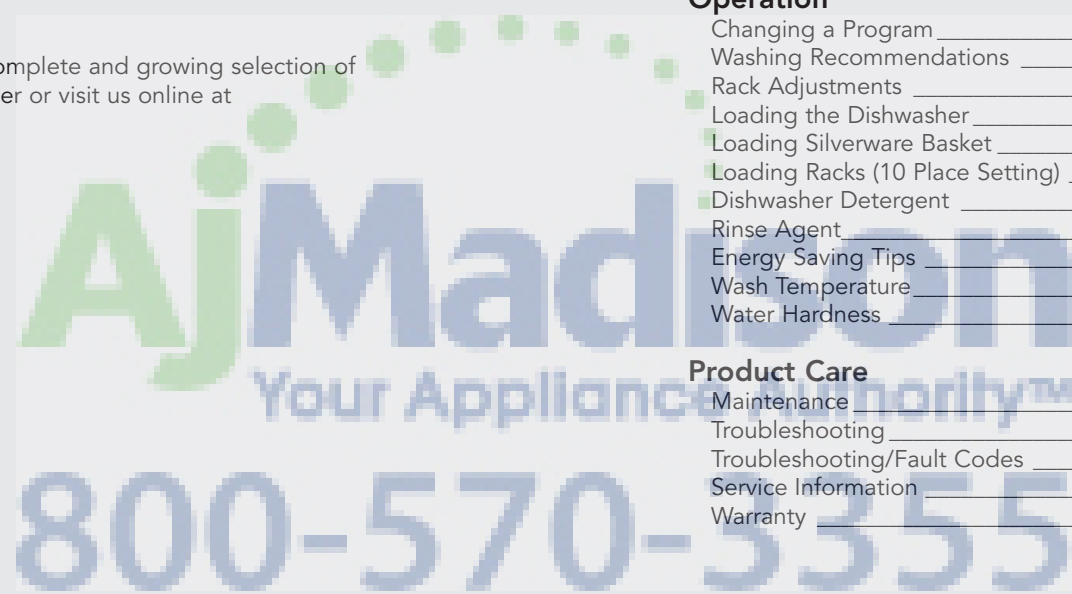 omplete and growing selection of
er or visit us online at
Operation
Changing a Program
Washing Recommendations
Rack Adjustments
Loading the Dishwasher
Loading Silverware Basket
Loading Racks (10 Place Setting)
Dishwasher Detergent
Rinse Agent
Energy Saving Tips
Wash Temperature
Water Hardness
Product Care
Maintenance
Troubleshooting
Troubleshooting/Fault Codes
Service Information
Warranty
AjMadison
Your Appliance Authority™
800-570-3355